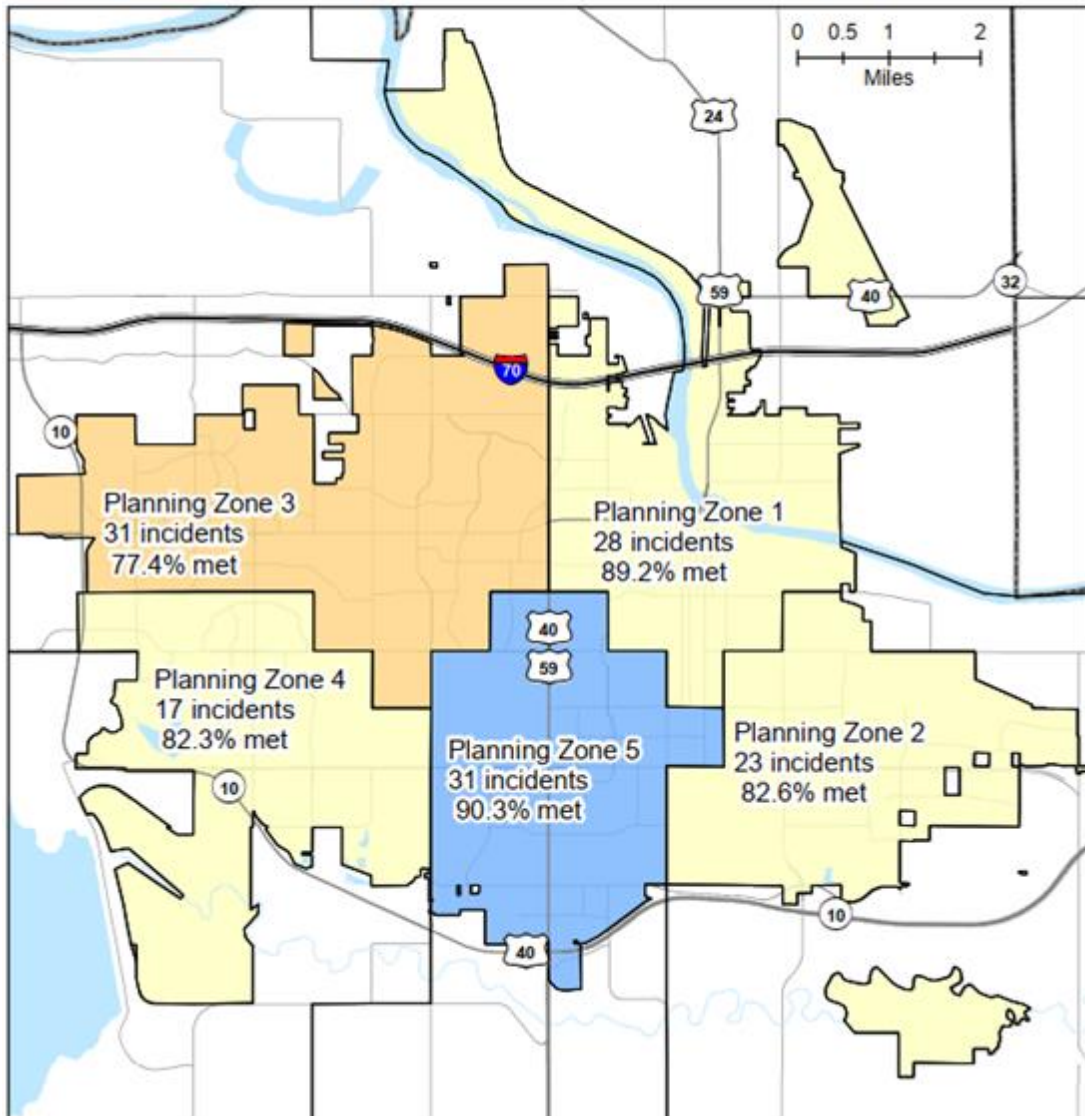 0 0.5 1 2
Miles
24
59
40
32
70
10
Planning Zone 3
31 incidents
77.4% met
Planning Zone 1
28 incidents
89.2% met
40
59
Planning Zone 4
17 incidents
82.3% met
Planning Zone 5
31 incidents
90.3% met
Planning Zone 2
23 incidents
82.6% met
10
10
40